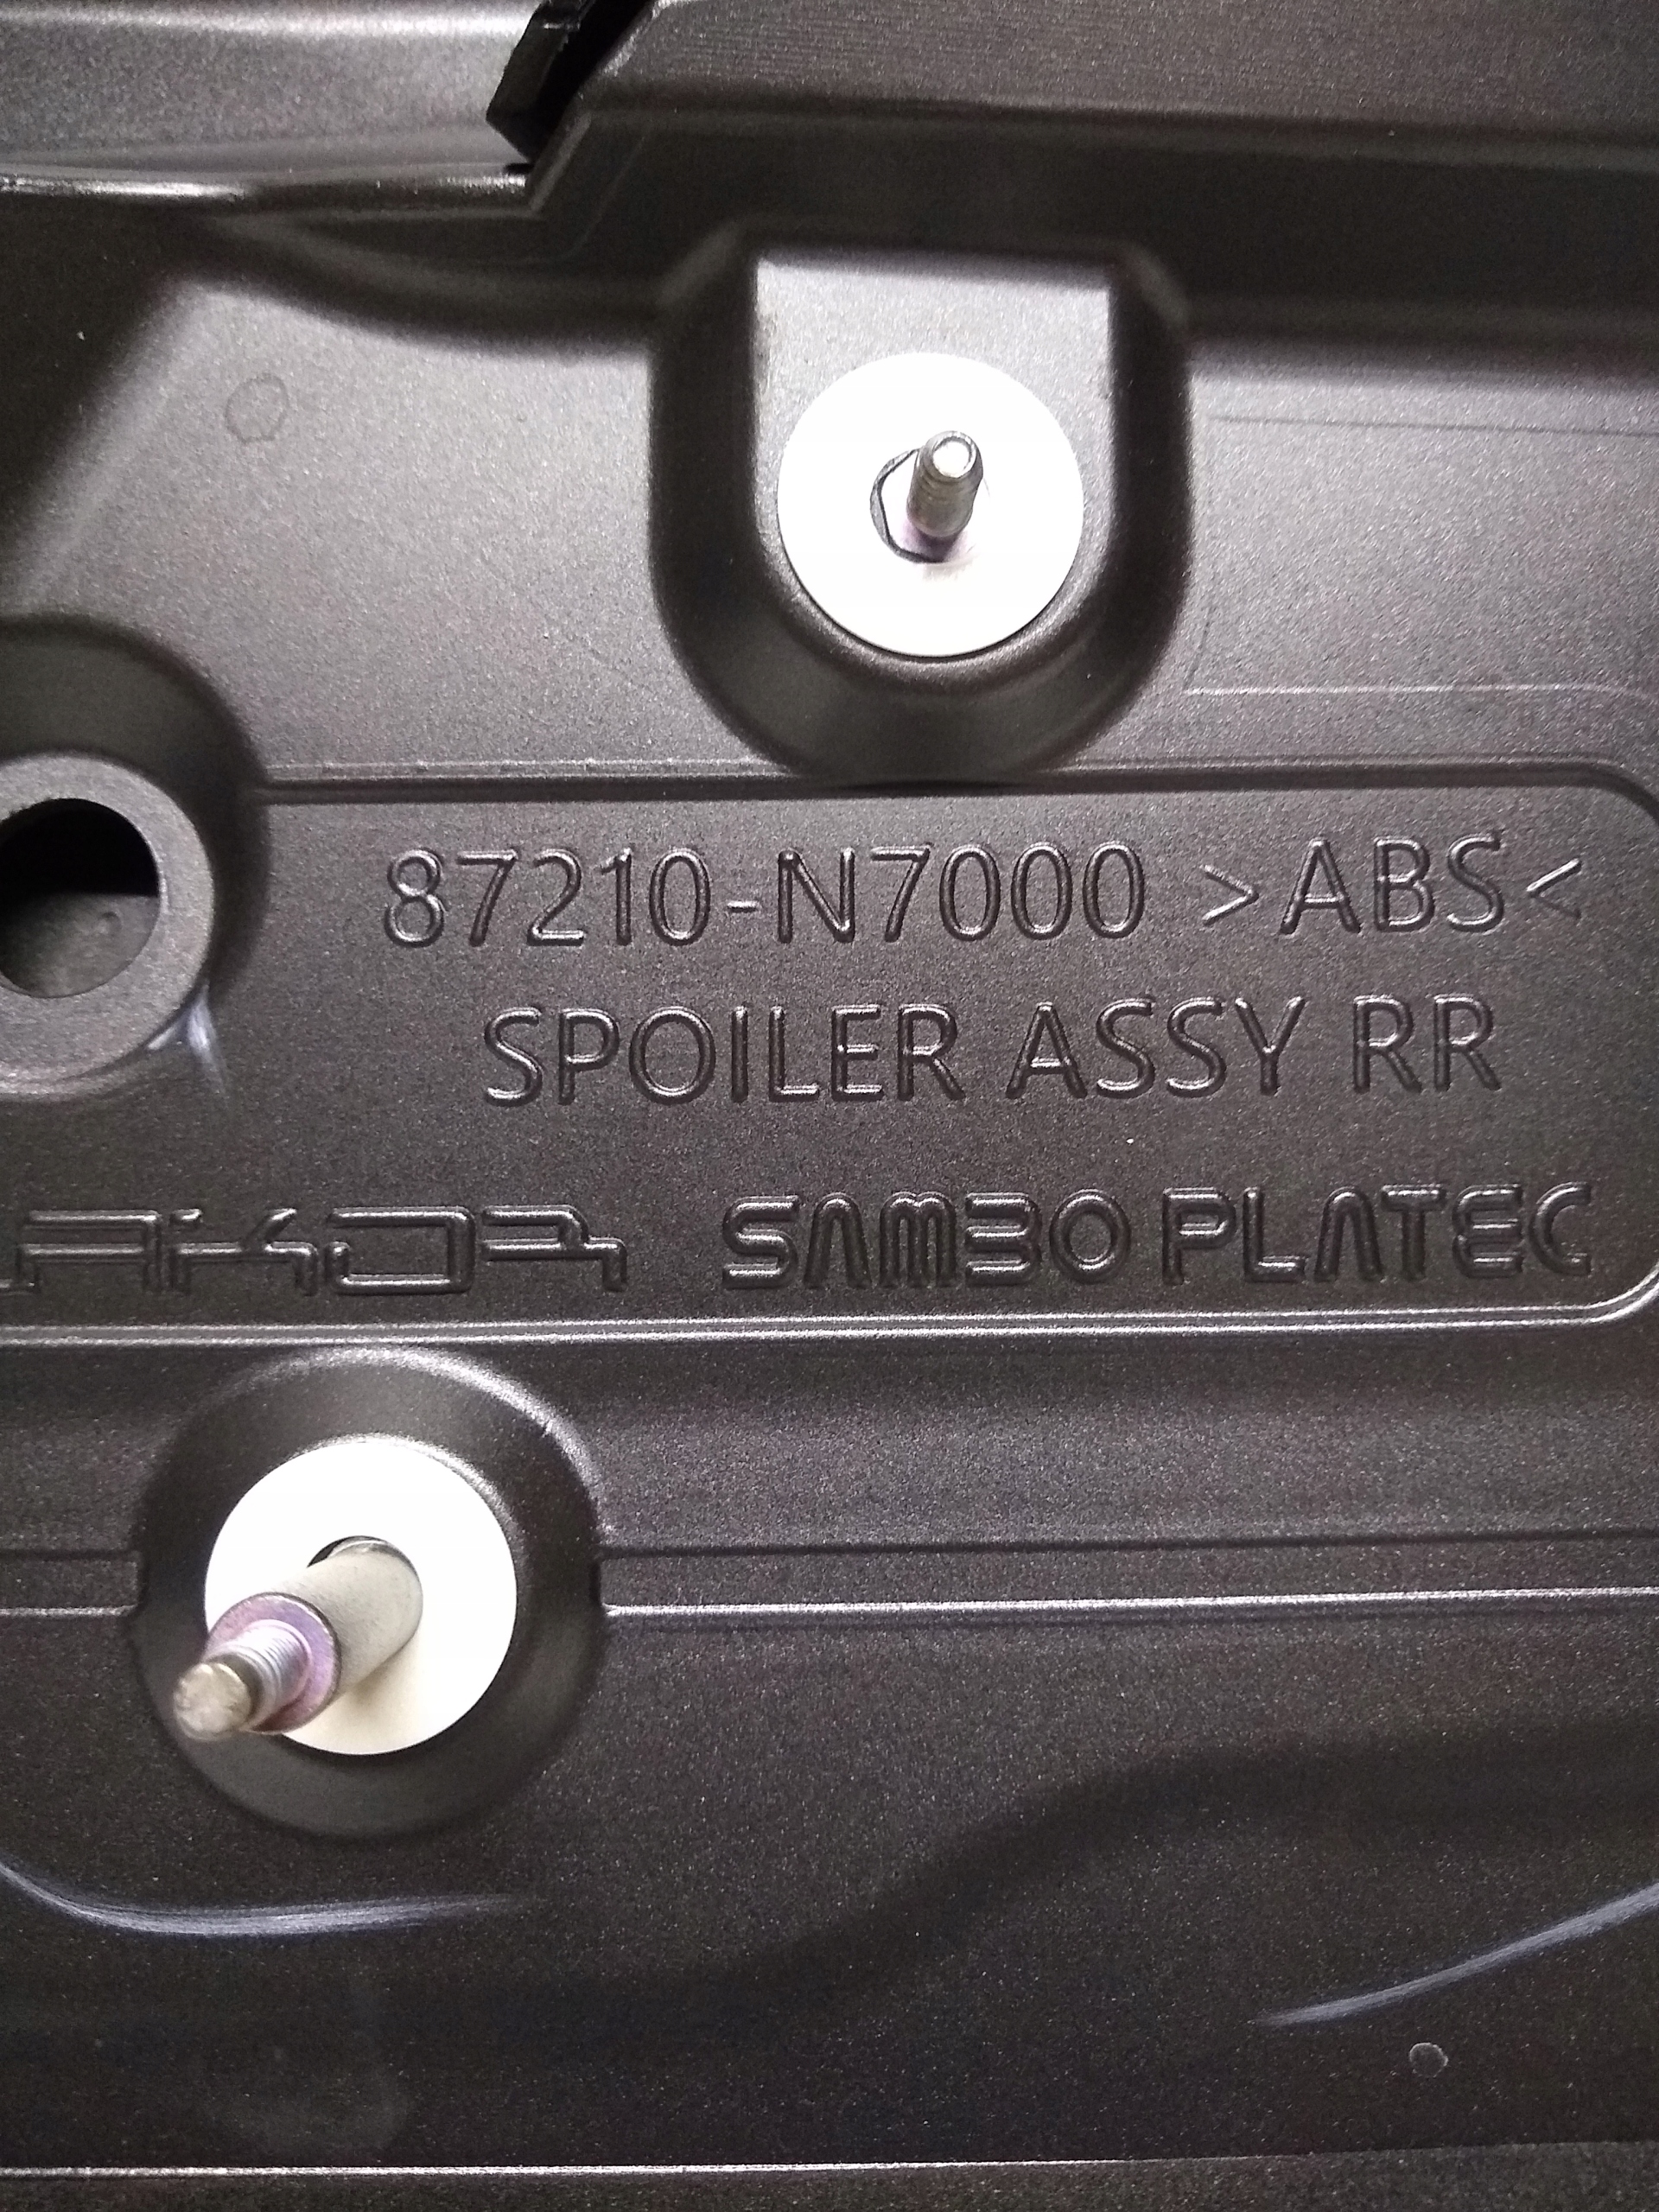 87210-N7000 >ABS<
SPOILER ASSY RR
SAMBO PLATEC